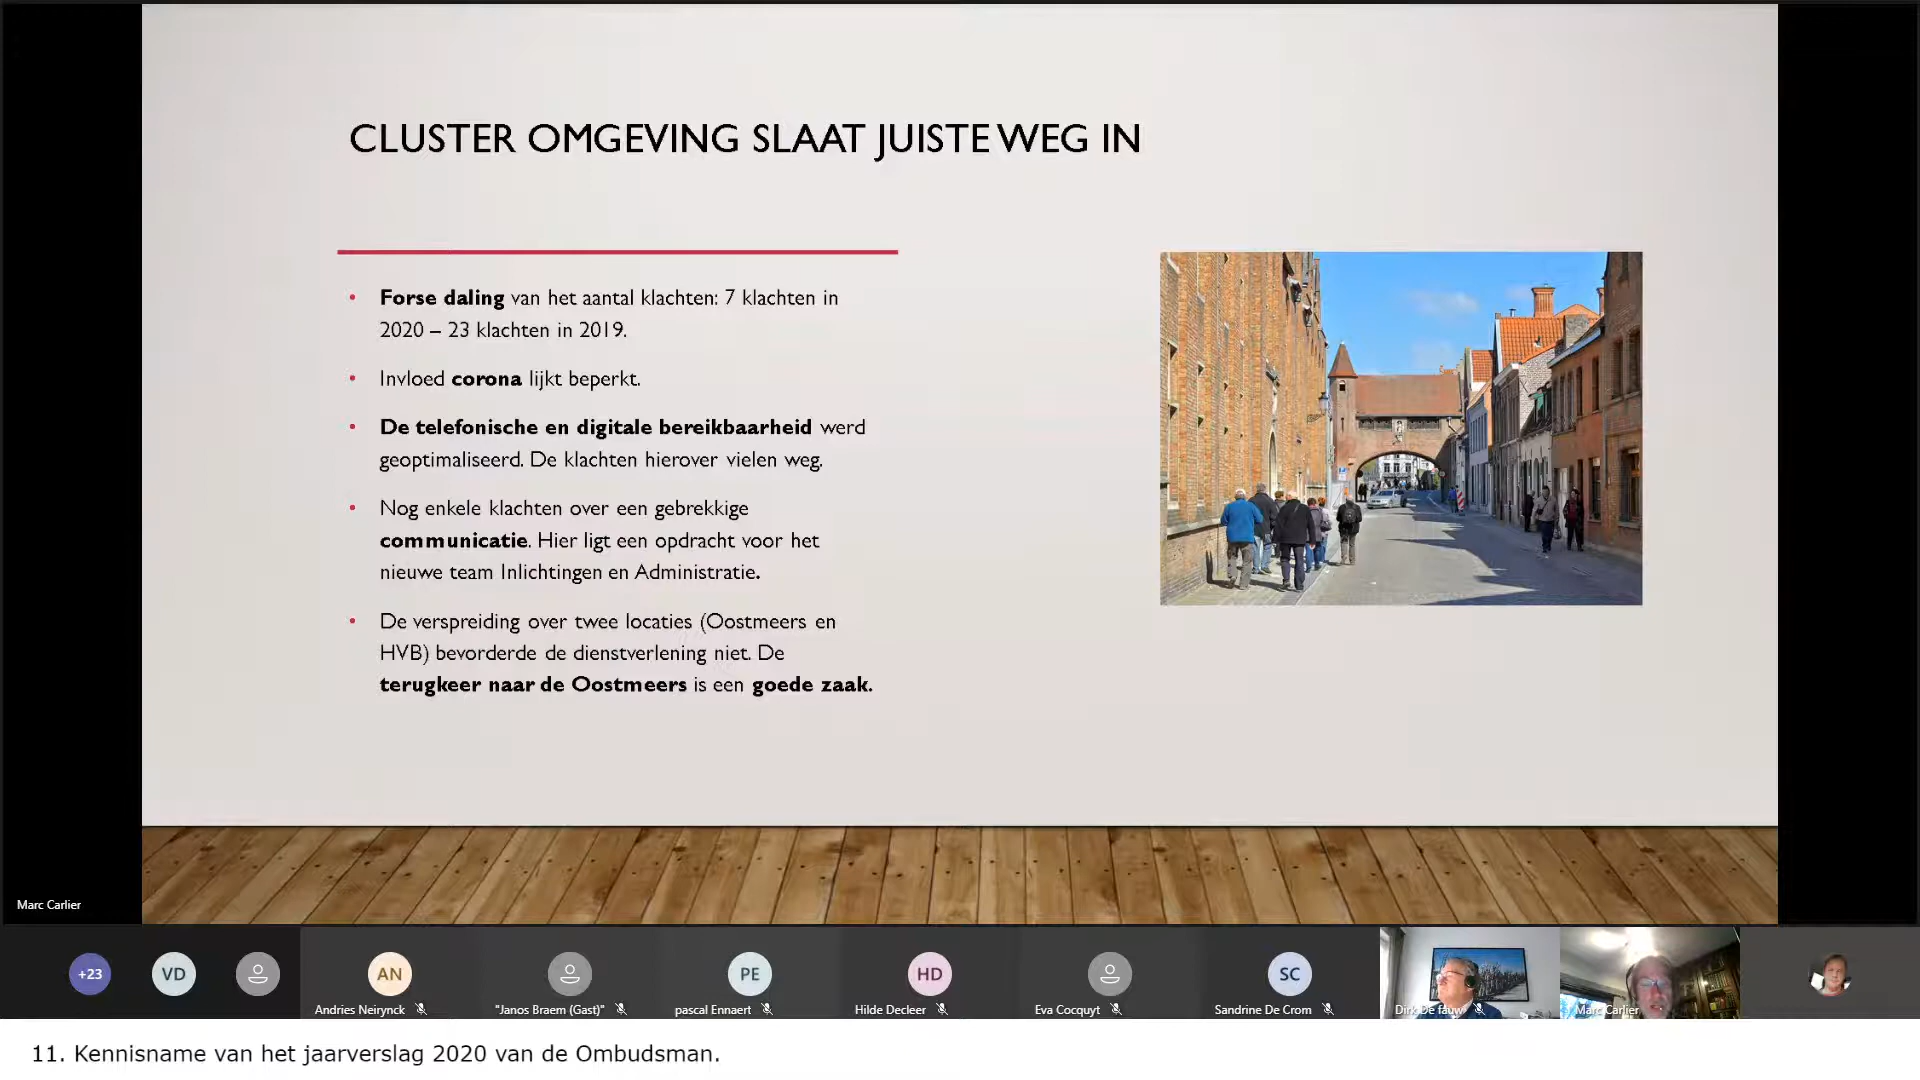 CLUSTER OMGEVING SLAAT JUISTE WEG IN
• Forse daling van het aantal klachten: 7 klachten in
2020 – 23 klachten in 2019.
• Invloed corona lijkt beperkt.
• De telefonische en digitale bereikbaarheid werd
geoptimaliseerd. De klachten hierover vielen weg.
• Nog enkele klachten over een gebrekkige
communicatie. Hier ligt een opdracht voor het
nieuwe team Inlichtingen en Administratie.
• De verspreiding over twee locaties (Oostmeers en
HVB) bevorderde de dienstverlening niet. De
terugkeer naar de Oostmeers is een goede zaak.
Marc Carlier
+23
VD
AN
PE
HD
SC
Andries Neirynck
"Janos Braem (Gast)"
pascal Ennaert
Hilde Decleer
Eva Cocquyt
Sandrine De Crom
Dirk De fauw
Marc Carlier
11. Kennisname van het jaarverslag 2020 van de Ombudsman.